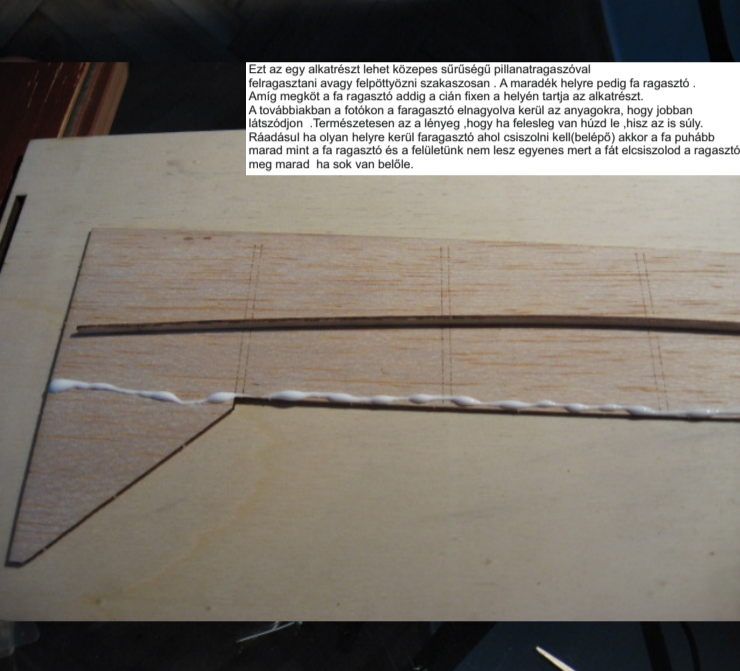 Ezt az egy alkatrészt lehet közepes sűrűségű pillanatragaszóval
felragasztani avagy felpöttyözni szakaszosan . A maradék helyre pedig fa ragasztó .
Amíg megköt a fa ragasztó addig a cián fixen a helyén tartja az alkatrészt.
A továbbiakban a fotókon a faragasztó elnagyolva kerül az anyagokra, hogy jobban
látszódjon .Természetesen az a lényeg ,hogy ha felesleg van húzd le ,hisz az is súly.
Ráadásul ha olyan helyre kerül faragasztó ahol csiszolni kell(belépő) akkor a fa puhább
marad mint a fa ragasztó és a felületünk nem lesz egyenes mert a fát elcsiszolod a ragasztó
meg marad ha sok van belőle.